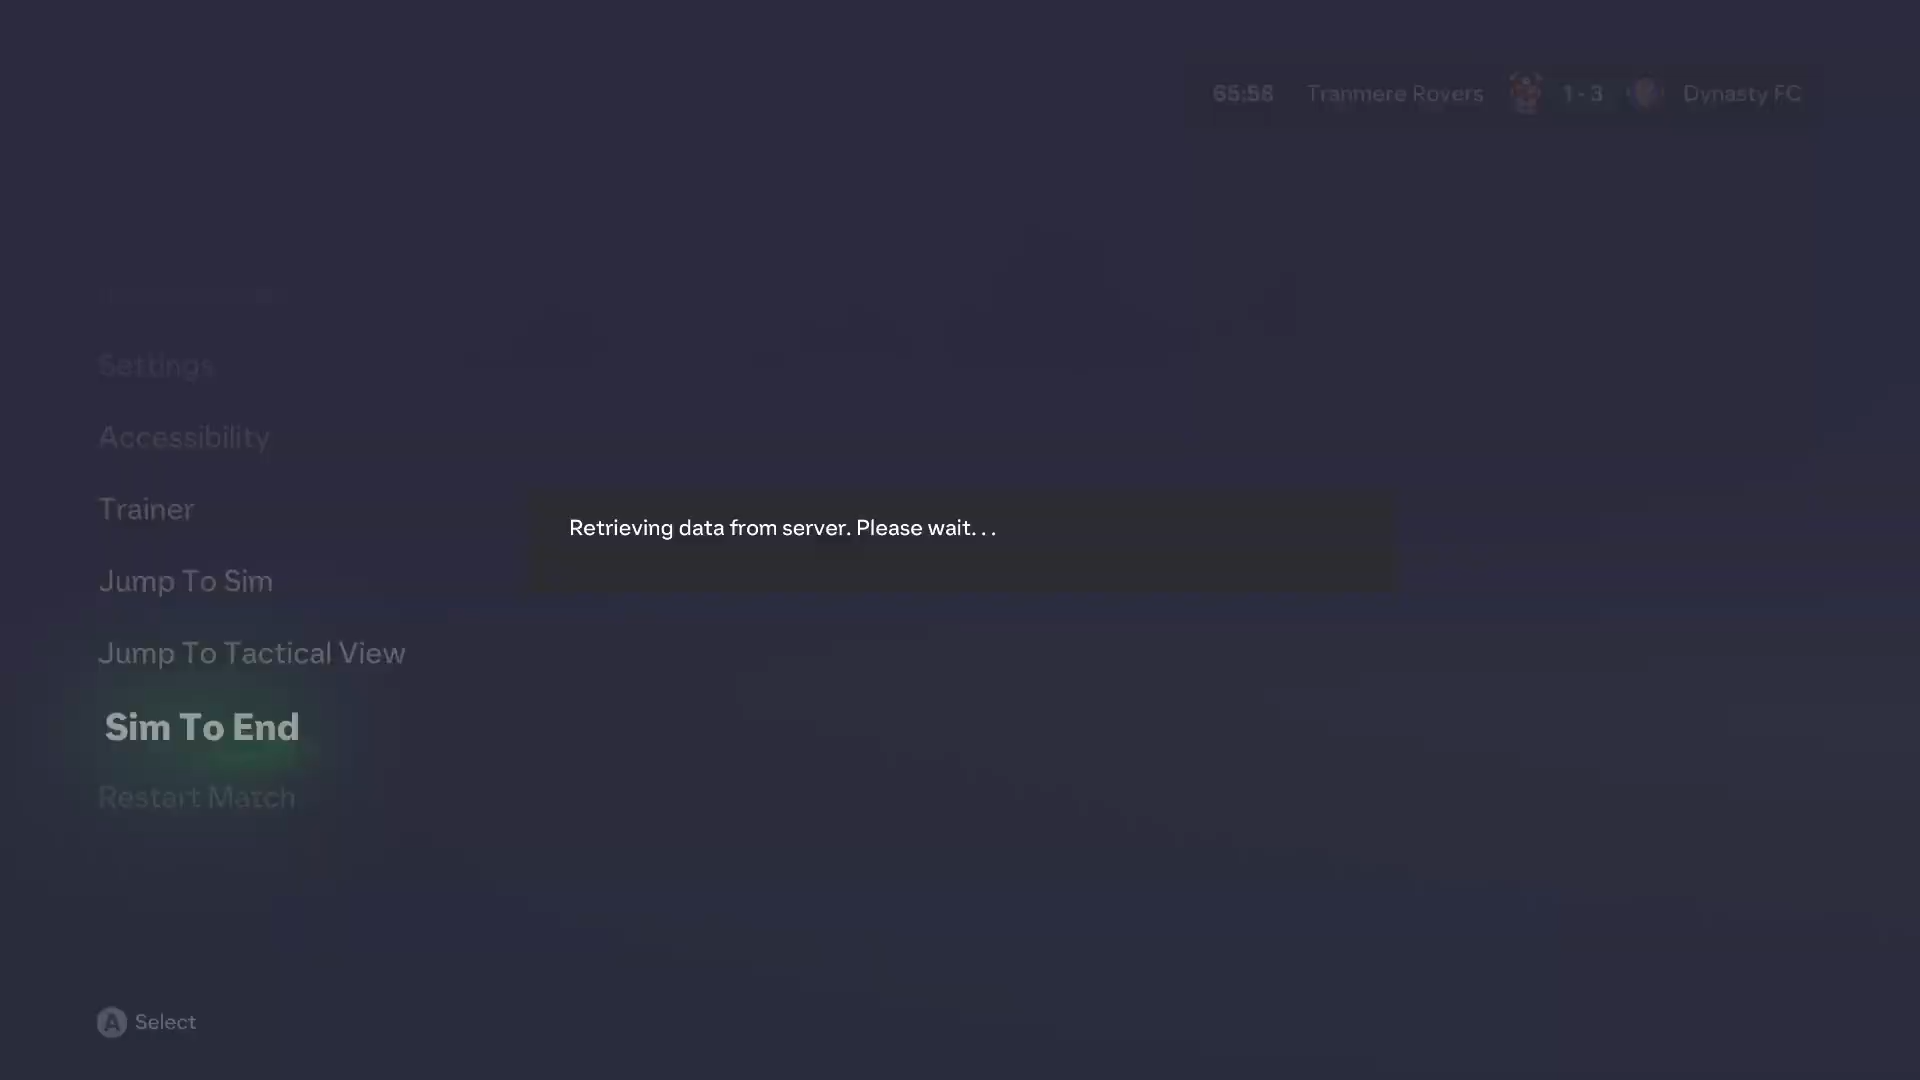 65:58 Tranmere Rovers 1 - 3 Dynasty FC
Settings
Accessibility
Trainer
Retrieving data from server. Please wait...
Jump To Sim
Jump To Tactical View
Sim To End
Restart Match
A Select